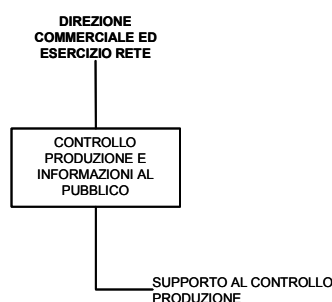 DIREZIONE
COMMERCIALE ED
ESERCIZIO RETE
CONTROLLO
PRODUZIONE E
INFORMAZIONI AL
PUBBLICO
SUPPORTO AL CONTROLLO
PRODUZIONE